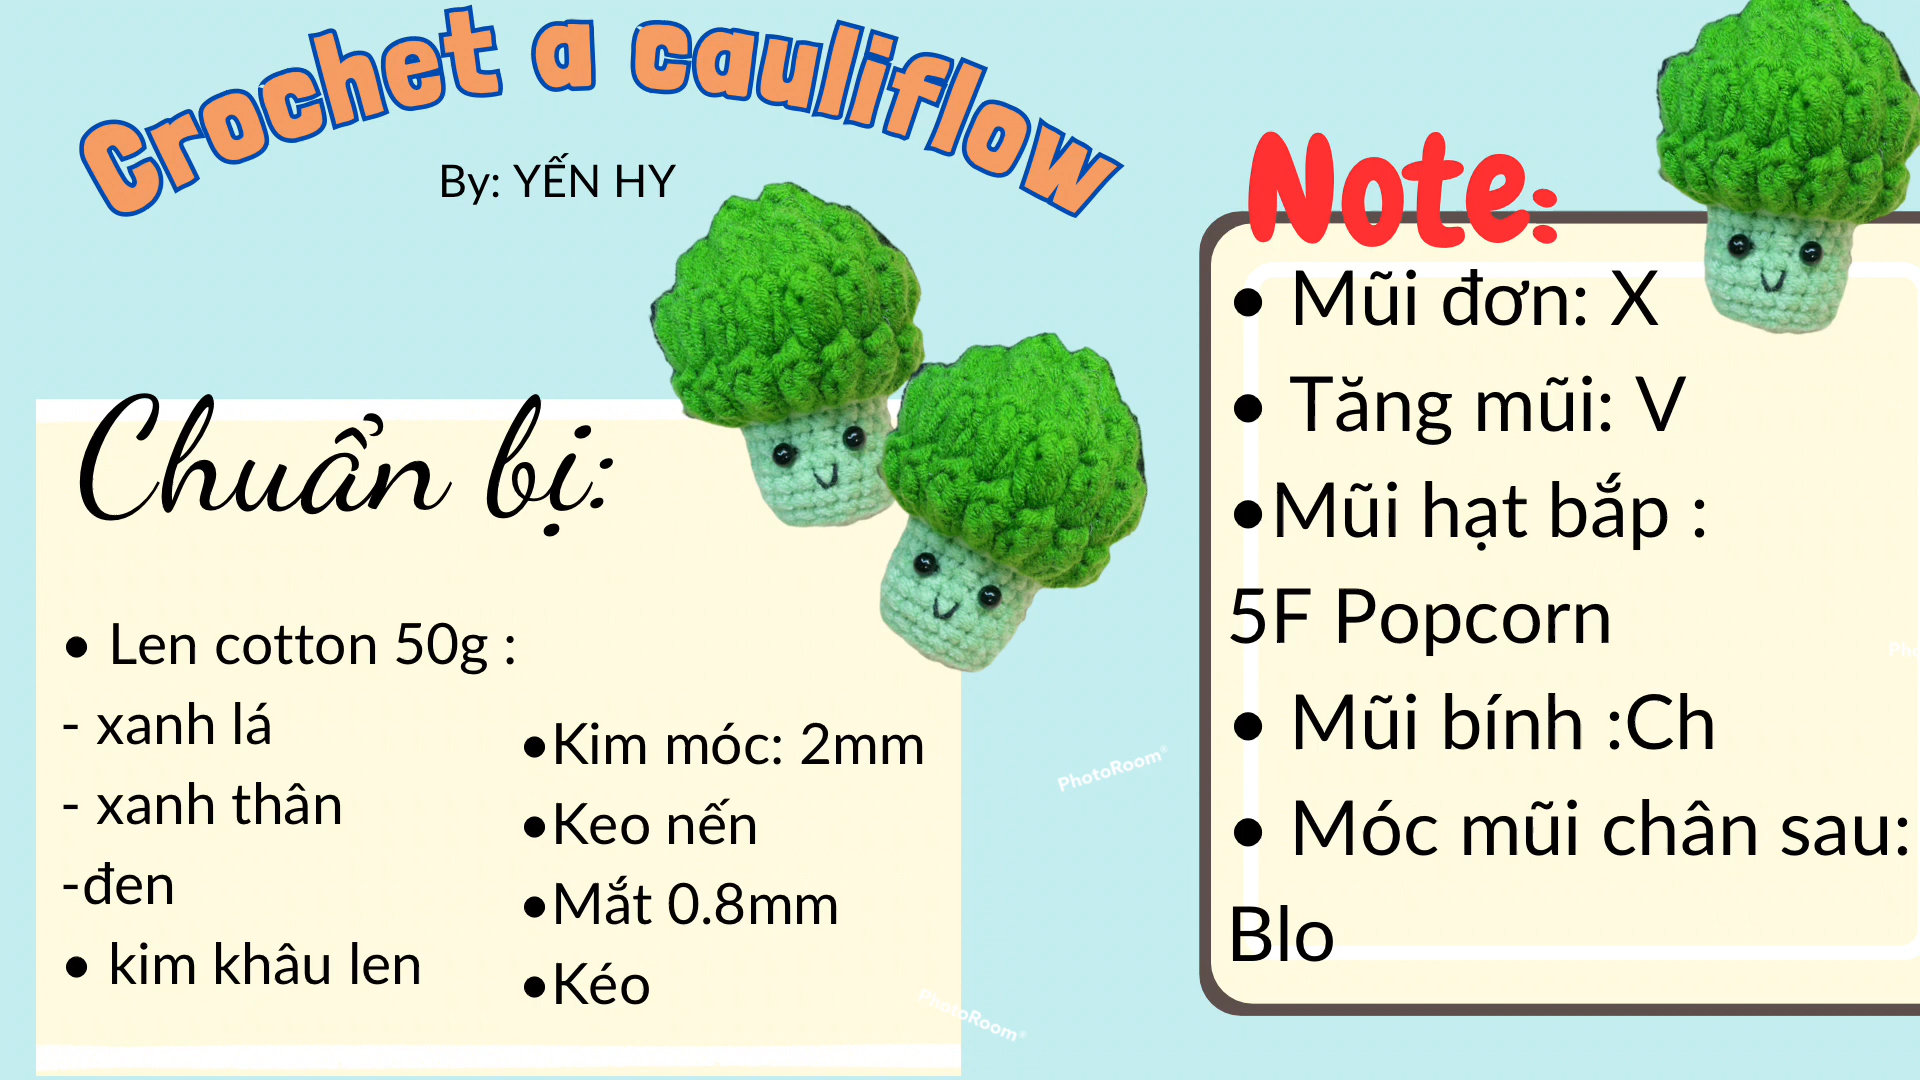 Crochet a cauliflow
By: YẾN HY
Chuẩn bị:
• Len cotton 50g :
- xanh lá
- xanh thân
-đen
• kim khâu len
•Kim móc: 2mm
•Keo nến
•Mắt 0.8mm
•Kéo
Note:
• Mũi đơn: X
• Tăng mũi: V
•Mũi hạt bắp :
5F Popcorn
• Mũi bính :Ch
• Móc mũi chân sau:
Blo
PhotoRoom
PhotoRoom
Pho